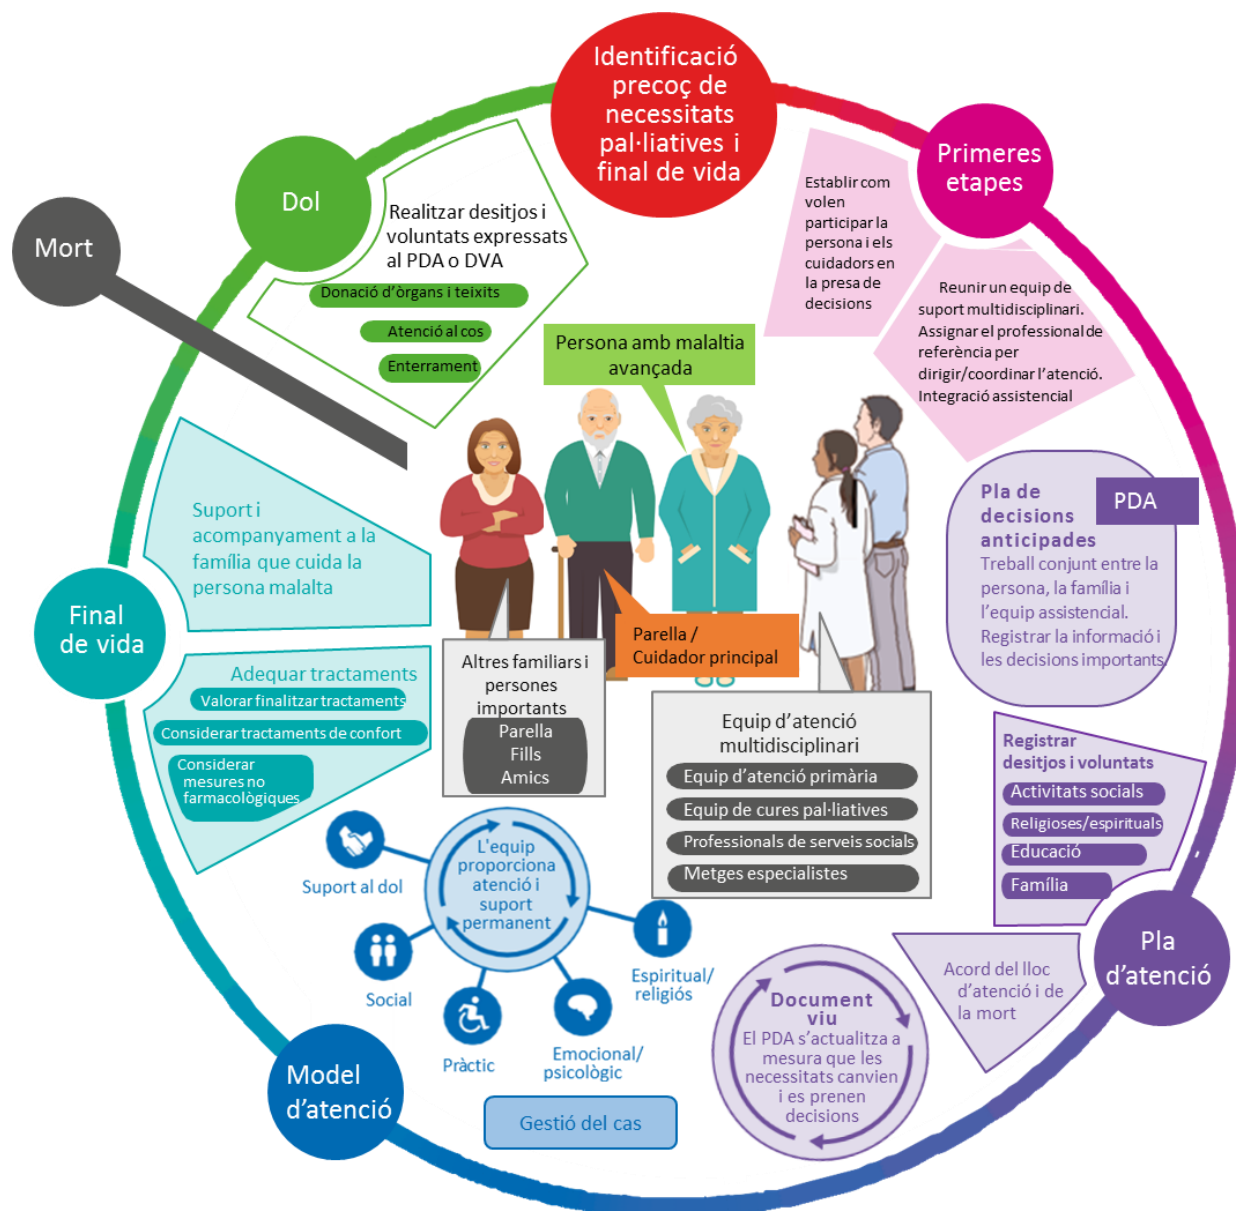 Identificació
precoç de
necessitats
pal·liatives i
final de vida
Primeres
etapes
Establir com
volen
participar la
persona i els
cuidadors en
la presa de
decisions
Reunir un equip de
suport multidisciplinari.
Assignar el professional de
referència per
dirigir/coordinar l’atenció.
Integració assistencial
PDA
Pla de
decisions
anticipades
Treball conjunt entre la
persona, la família i
l’equip assistencial.
Registrar la informació i
les decisions importants
Registrar
desitjos i voluntats
Activitats socials
Religioses/espirituals
Educació
Família
Pla
d’atenció
Acord del lloc
d’atenció i de
la mort
Document
viu
El PDA s’actualitza a
mesura que les
necessitats canvien
i es prenen
decisions
Model
d’atenció
Gestió del cas
L'equip
proporciona
atenció i
suport
permanent
Suport al dol
Social
Pràctic
Emocional/
psicològic
Espiritual/
religiós
Final
de vida
Suport i
acompanyament a la
família que cuida la
persona malalta
Adequar tractaments
Valorar finalitzar tractaments
Considerar tractaments de confort
Considerar
mesures no
farmacològiques
Mort
Dol
Realitzar desitjos i
voluntats expressats
al PDA o DVA
Donació d’òrgans i teixits
Atenció al cos
Enterrament
Persona amb malaltia
avançada
Parella /
Cuidador principal
Altres familiars i
persones
importants
Parella
Fills
Amics
Equip d’atenció
multidisciplinari
Equip d’atenció primària
Equip de cures pal·liatives
Professionals de serveis socials
Metges especialistes